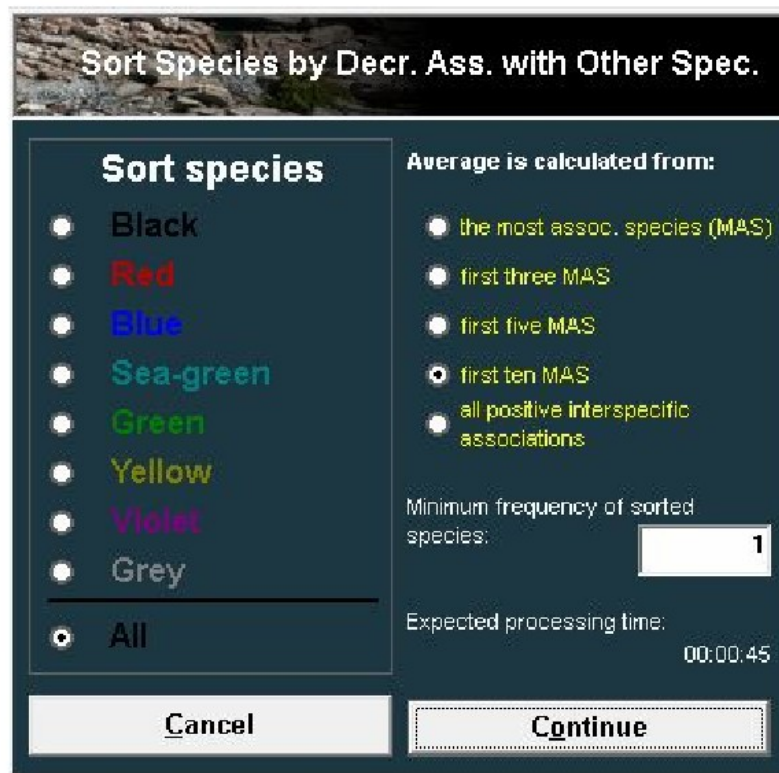 Sort Species by Decr. Ass. with Other Spec.
Sort species
Black
Red
Blue
Sea-green
Green
Yellow
Violet
Grey
All
Average is calculated from:
the most assoc. species (MAS)
first three MAS
first five MAS
first ten MAS
all positive interspecific
associations
Minimum frequency of sorted
species:
1
Expected processing time:
00:00:45
Cancel
Continue